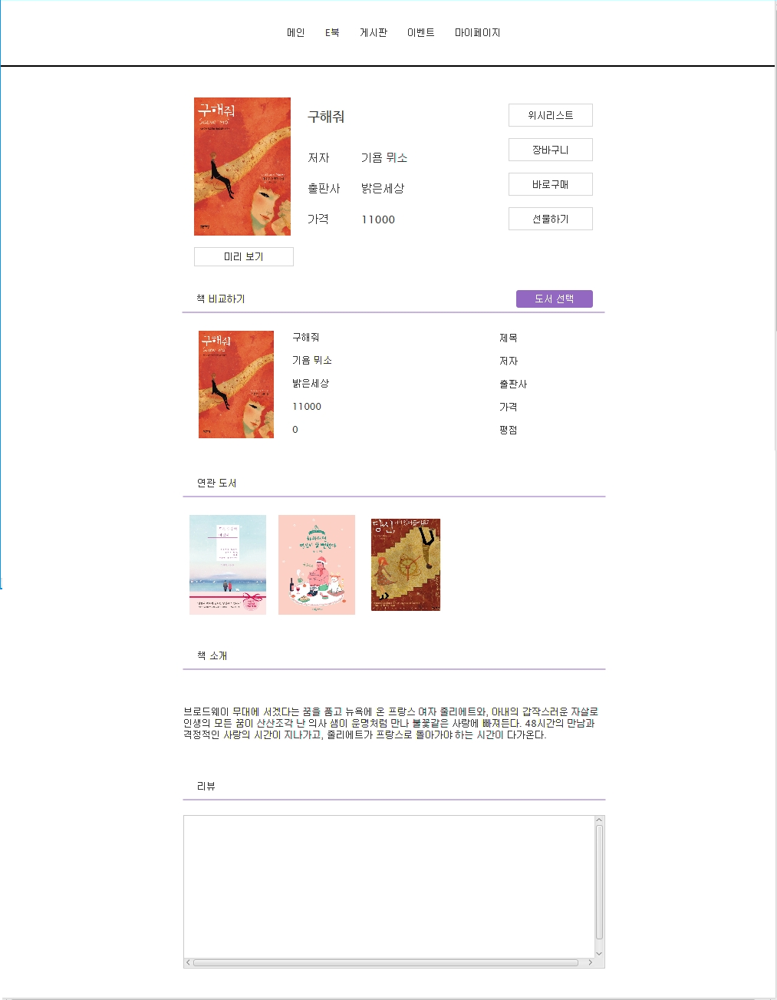 메인 E북 게시판 이벤트 마이페이지
구해줘
Sauve-moi
구해줘
저자 기욤 뮈소
출판사 밝은세상
가격 11000
위시리스트
장바구니
바로구매
선물하기
미리 보기
책 비교하기
도서 선택
구해줘
구해줘
기욤 뮈소
밝은세상
11000
0
제목
저자
출판사
가격
평점
연관 도서
당신,
책 소개
브로드웨이 무대에 서겠다는 꿈을 품고 뉴욕에 온 프랑스 여자 줄리에트와, 아내의 갑작스러운 자살로
인생의 모든 꿈이 산산조각 난 의사 샘이 운명처럼 만나 불꽃같은 사랑에 빠져든다. 48시간의 만남과
격정적인 사랑의 시간이 지나가고, 줄리에트가 프랑스로 돌아가야 하는 시간이 다가온다.
리뷰